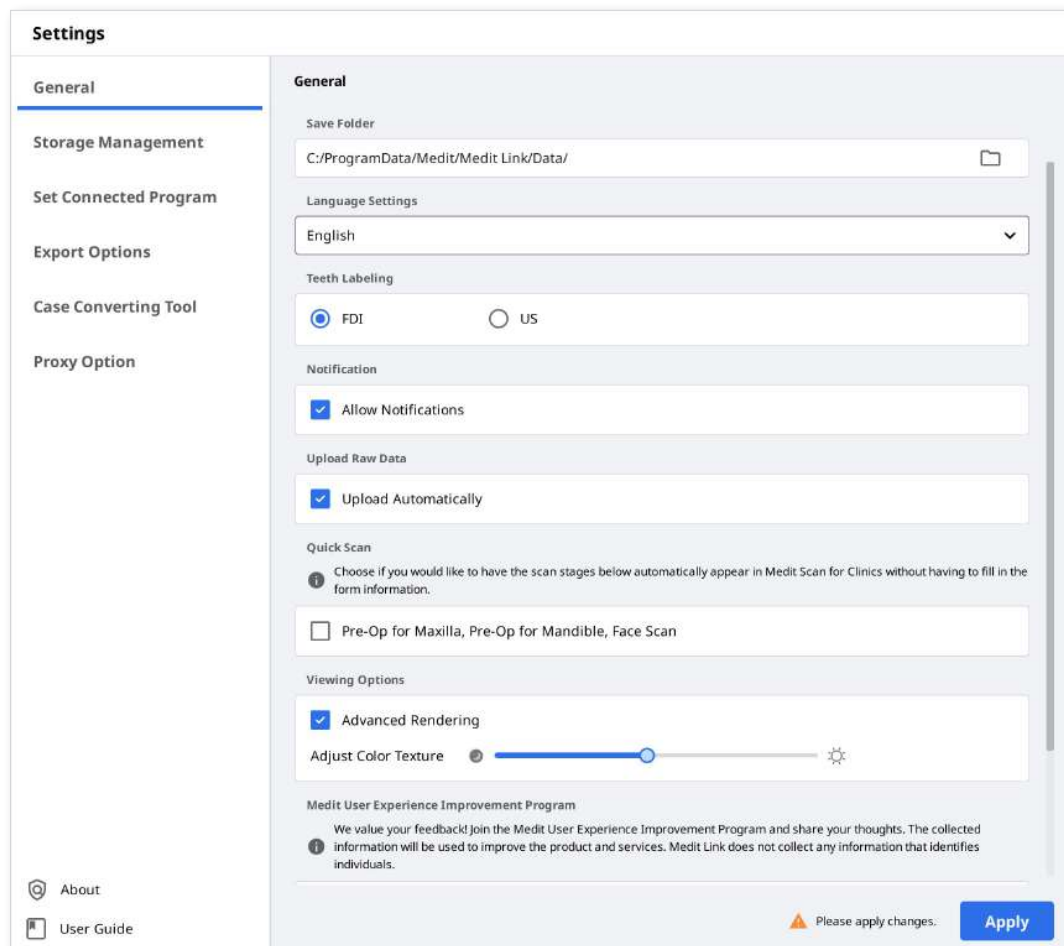 Settings
General
Storage Management
Set Connected Program
Export Options
Case Converting Tool
Proxy Option
About
User Guide
General
Save Folder
C:/ProgramData/Medit/Medit Link/Data/
Language Settings
English
Teeth Labeling
FDI US
Notification
Allow Notifications
Upload Raw Data
Upload Automatically
Quick Scan
Choose if you would like to have the scan stages below automatically appear in Medit Scan for Clinics without having to fill in the
form information.
Pre-Op for Maxilla, Pre-Op for Mandible, Face Scan
Viewing Options
Advanced Rendering
Adjust Color Texture
Medit User Experience Improvement Program
We value your feedback! Join the Medit User Experience Improvement Program and share your thoughts. The collected
information will be used to improve the product and services. Medit Link does not collect any information that identifies
individuals.
Please apply changes.
Apply